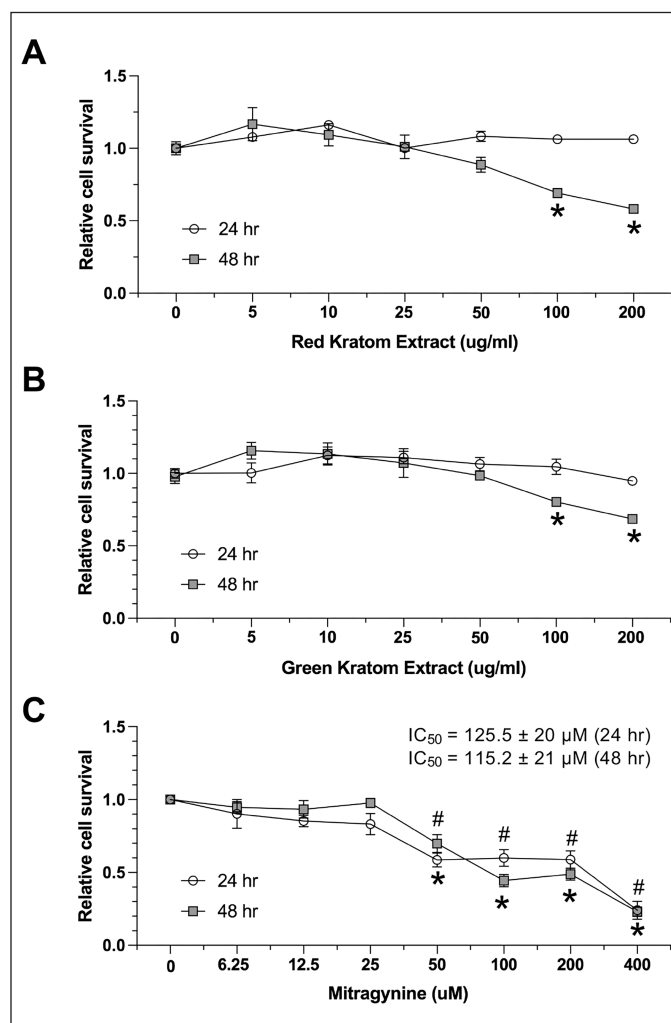 A
Relative cell survival
1.5
1.0
0.5
0.0
24 hr
48 hr
*
*
0 5 10 25 50 100 200
Red Kratom Extract (ug/ml)
B
Relative cell survival
1.5
1.0
0.5
0.0
24 hr
48 hr
*
*
0 5 10 25 50 100 200
Green Kratom Extract (ug/ml)
C
Relative cell survival
1.5
1.0
0.5
0.0
IC₅₀ = 125.5 ± 20 µM (24 hr)
IC₅₀ = 115.2 ± 21 µM (48 hr)
# # # #
24 hr
48 hr
* * * *
0 6.25 12.5 25 50 100 200 400
Mitragynine (uM)